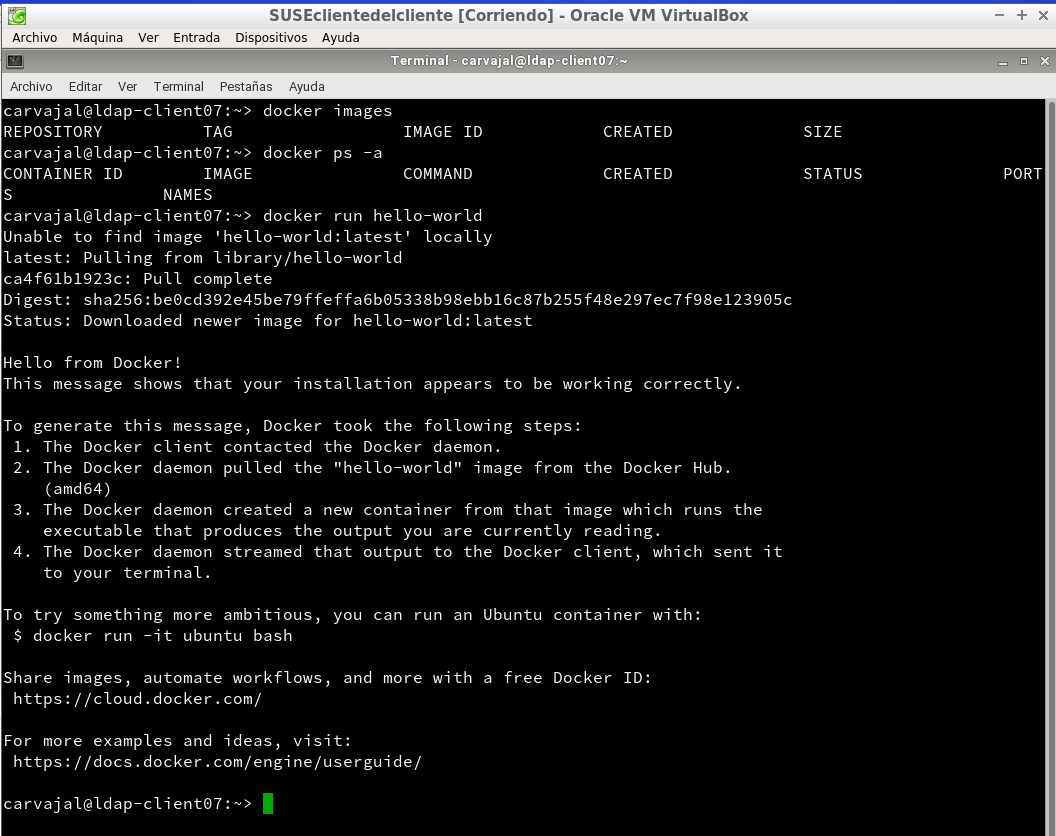 SUSEclientedelcliente [Corriendo] - Oracle VM VirtualBox
Archivo Máquina Ver Entrada Dispositivos Ayuda
Terminal - carvajal@ldap-client07:~
Archivo Editar Ver Terminal Pestañas Ayuda
carvajal@ldap-client07:~> docker images
REPOSITORY TAG IMAGE ID CREATED SIZE
carvajal@ldap-client07:~> docker ps -a
CONTAINER ID IMAGE COMMAND CREATED STATUS PORT
S NAMES
carvajal@ldap-client07:~> docker run hello-world
Unable to find image 'hello-world:latest' locally
latest: Pulling from library/hello-world
ca4f61b1923c: Pull complete
Digest: sha256:be0cd392e45be79ffeffa6b05338b98ebb16c87b255f48e297ec7f98e123905c
Status: Downloaded newer image for hello-world:latest
Hello from Docker!
This message shows that your installation appears to be working correctly.
To generate this message, Docker took the following steps:
1. The Docker client contacted the Docker daemon.
2. The Docker daemon pulled the "hello-world" image from the Docker Hub.
(amd64)
3. The Docker daemon created a new container from that image which runs the
executable that produces the output you are currently reading.
4. The Docker daemon streamed that output to the Docker client, which sent it
to your terminal.
To try something more ambitious, you can run an Ubuntu container with:
$ docker run -it ubuntu bash
Share images, automate workflows, and more with a free Docker ID:
https://cloud.docker.com/
For more examples and ideas, visit:
https://docs.docker.com/engine/userguide/
carvajal@ldap-client07:~>